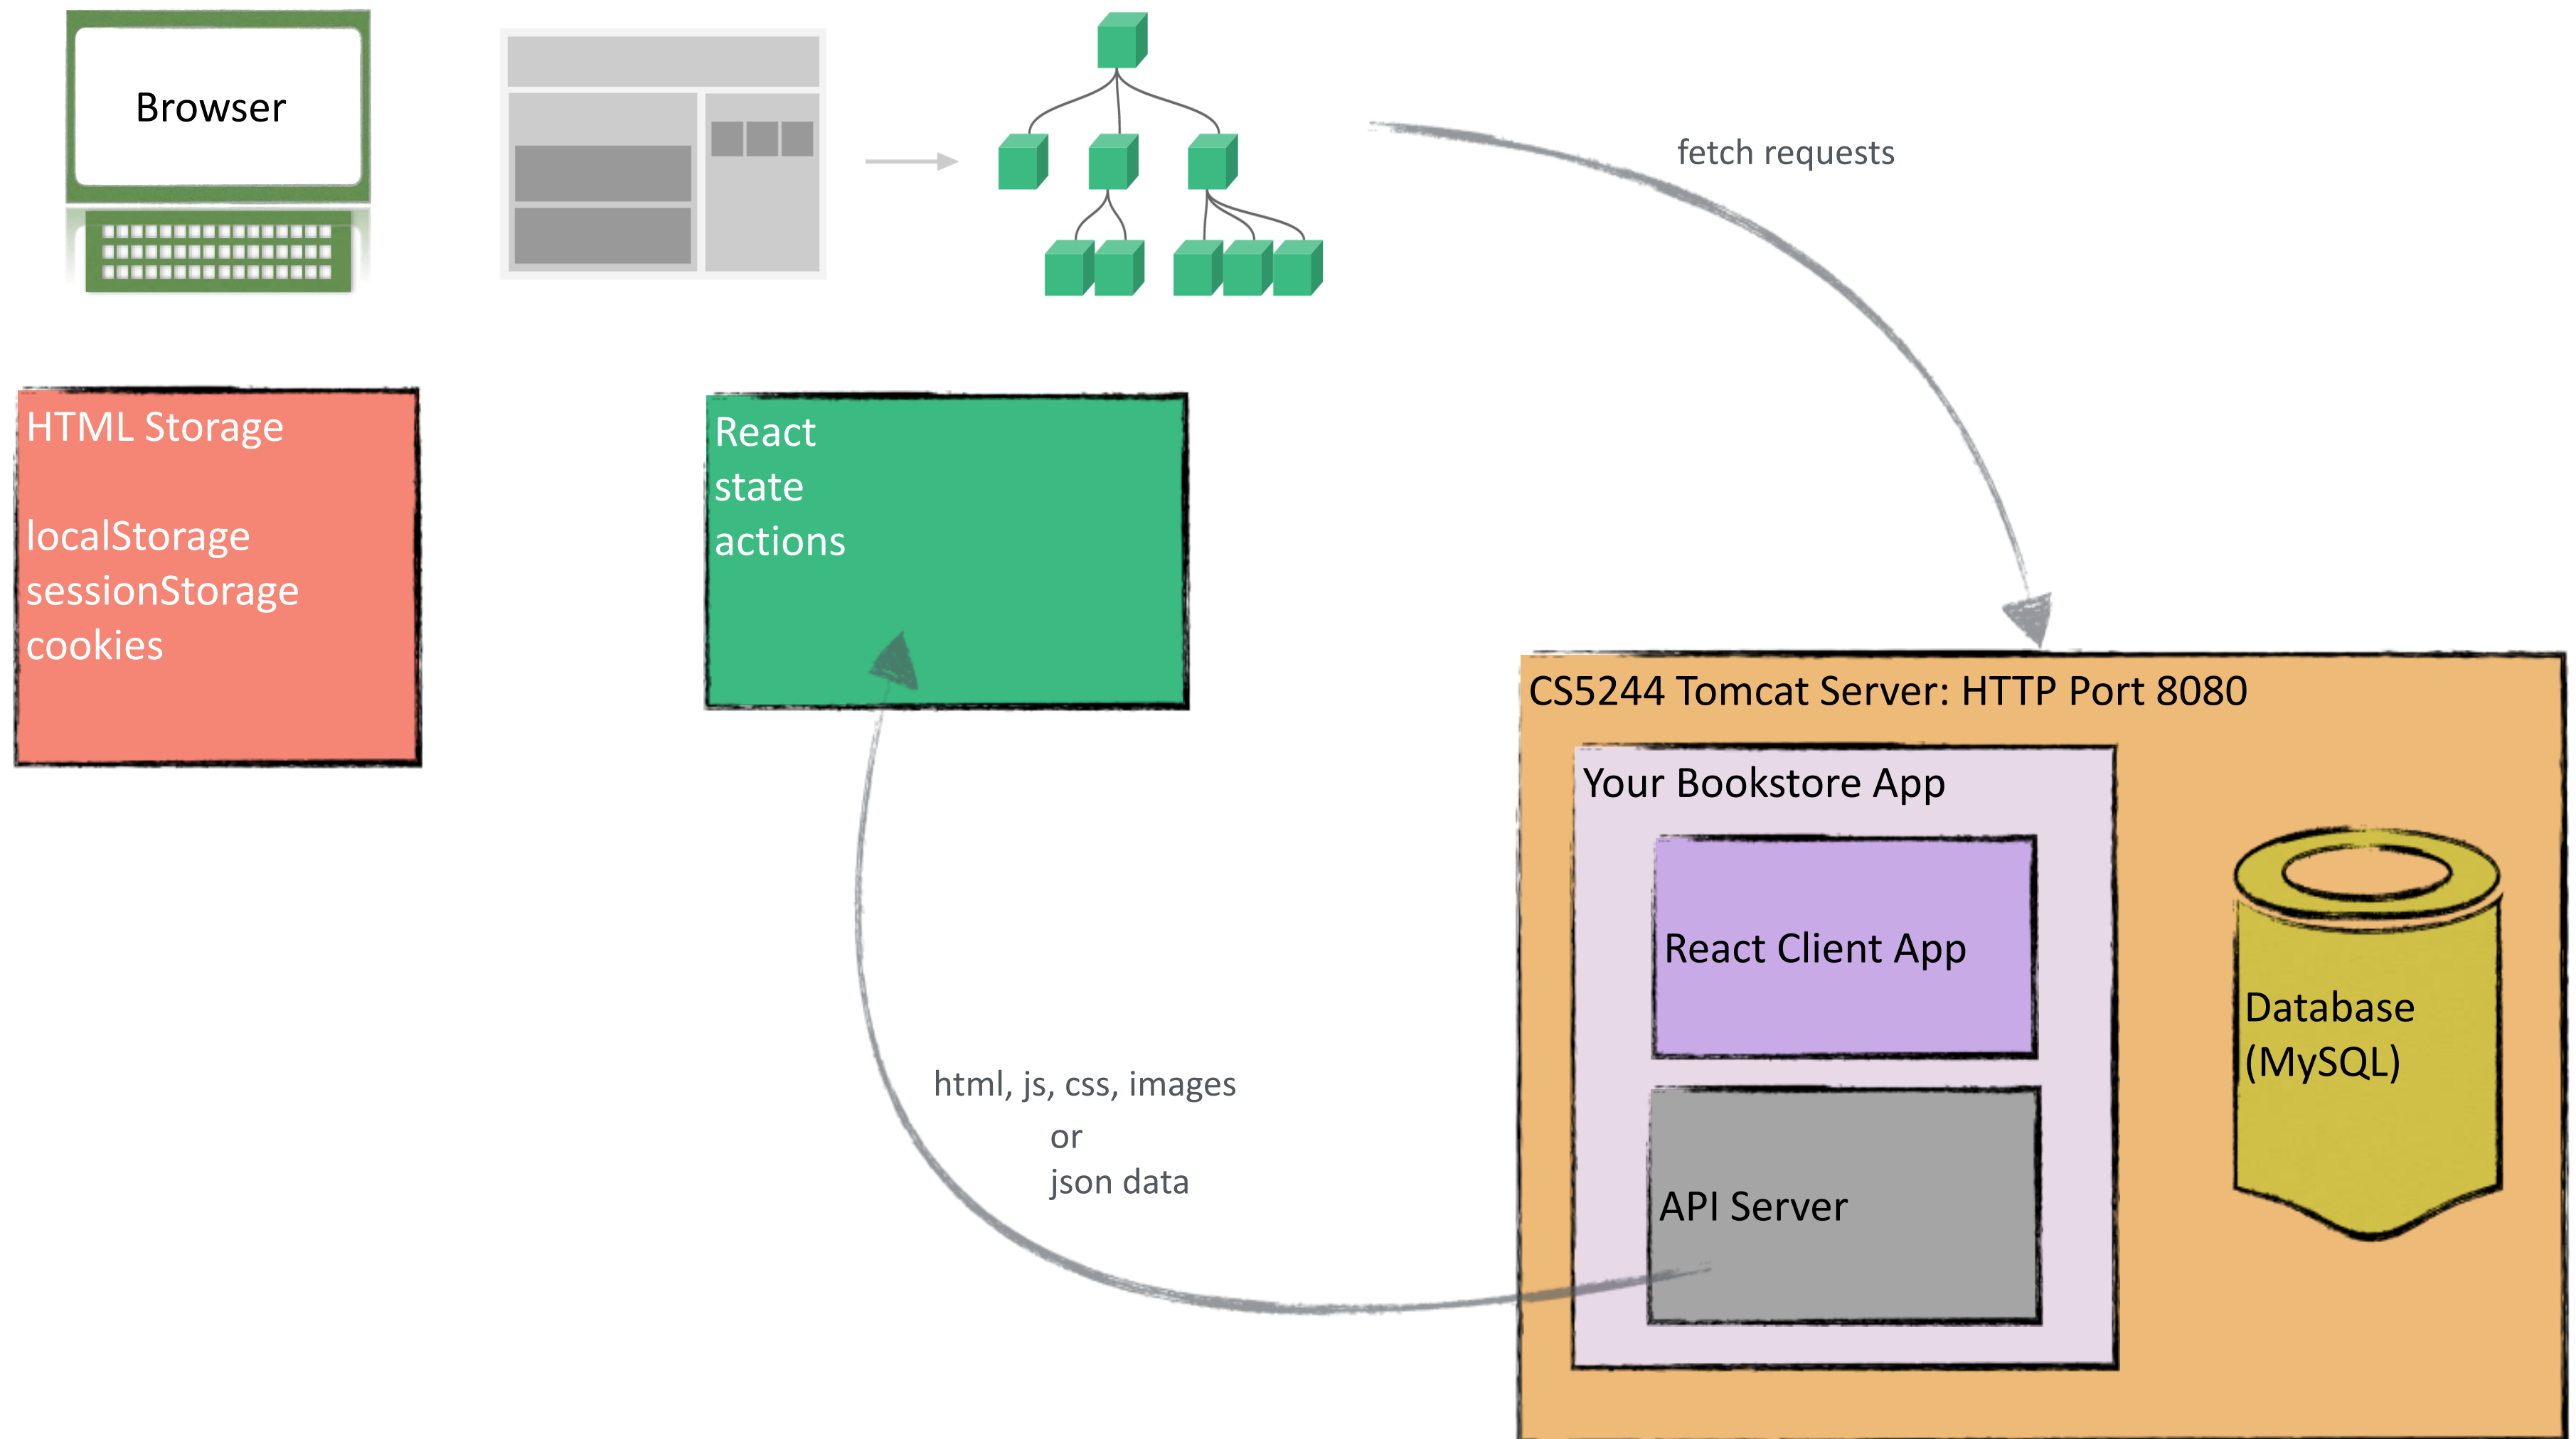 Browser
fetch requests
HTML Storage
localStorage
sessionStorage
cookies
React
state
actions
CS5244 Tomcat Server: HTTP Port 8080
Your Bookstore App
React Client App
Database
(MySQL)
html, js, css, images
or
json data
API Server